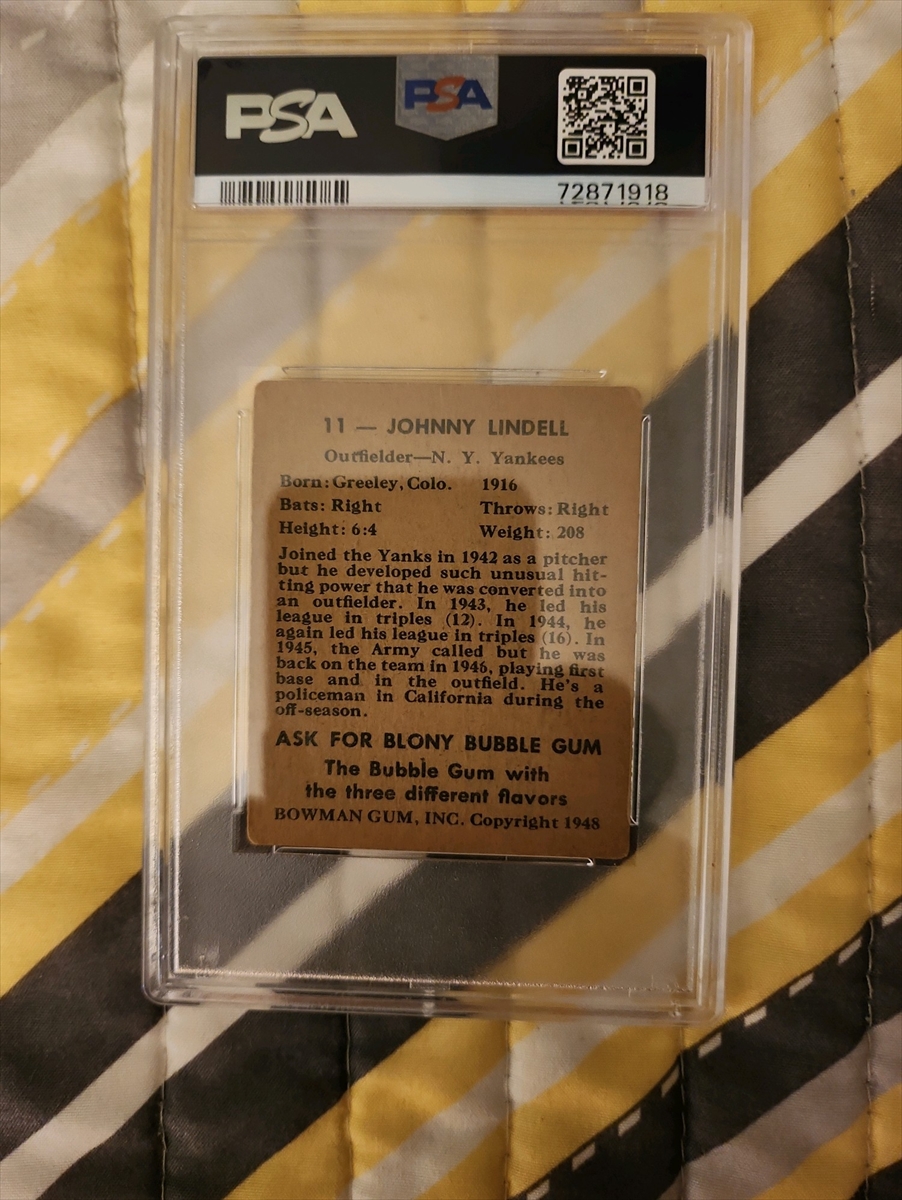 PSA
PSA
72871918
11 — JOHNNY LINDELL
Outfielder—N. Y. Yankees
Born: Greeley, Colo. 1916
Bats: Right Throws: Right
Height: 6:4 Weight: 208
Joined the Yanks in 1942 as a pitcher
but he developed such unusual hit-
ting power that he was converted into
an outfielder. In 1943, he led his
league in triples (12). In 1944, he
again led his league in triples (16). In
1945, the Army called but he was
back on the team in 1946, playing first
base and in the outfield. He's a
policeman in California during the
off-season.
ASK FOR BLONY BUBBLE GUM
The Bubble Gum with
the three different flavors
BOWMAN GUM, INC. Copyright 1948